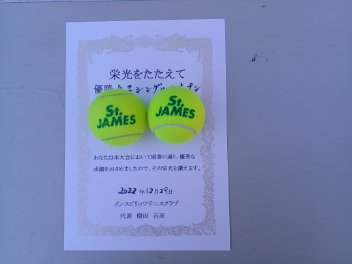 栄光をたたえて
優勝
St.
JAMES
St.
JAMES
あなたは本大会において頭書の通り、優秀な
成績をおさめましたので、その栄光を讃えます。
2022年12月29日
インスピリッツテニスクラブ
代表